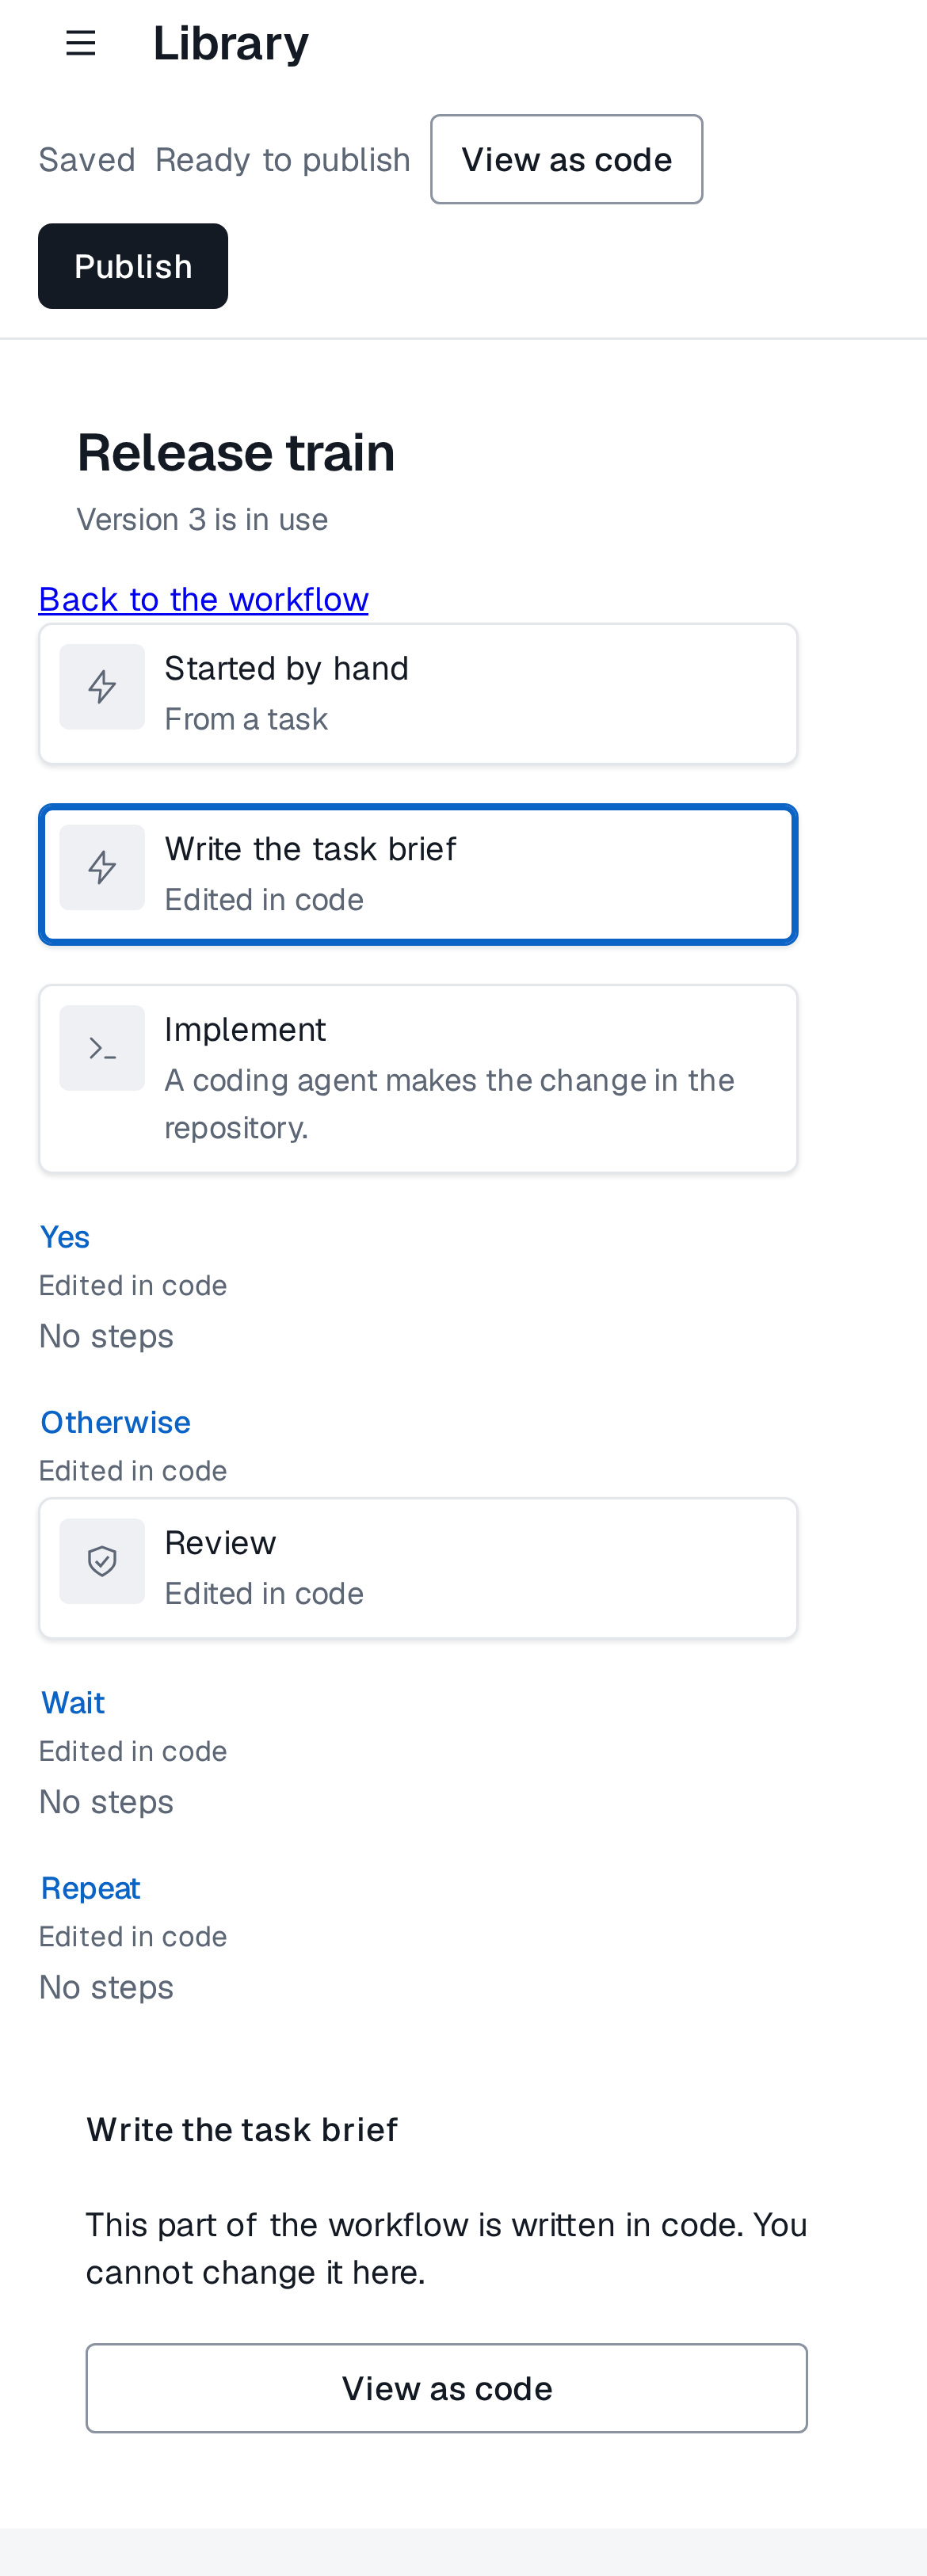 Library
Saved Ready to publish View as code
Publish
Release train
Version 3 is in use
Back to the workflow
Started by hand
From a task
Write the task brief
Edited in code
Implement
A coding agent makes the change in the
repository.
Yes
Edited in code
No steps
Otherwise
Edited in code
Review
Edited in code
Wait
Edited in code
No steps
Repeat
Edited in code
No steps
Write the task brief
This part of the workflow is written in code. You
cannot change it here.
View as code